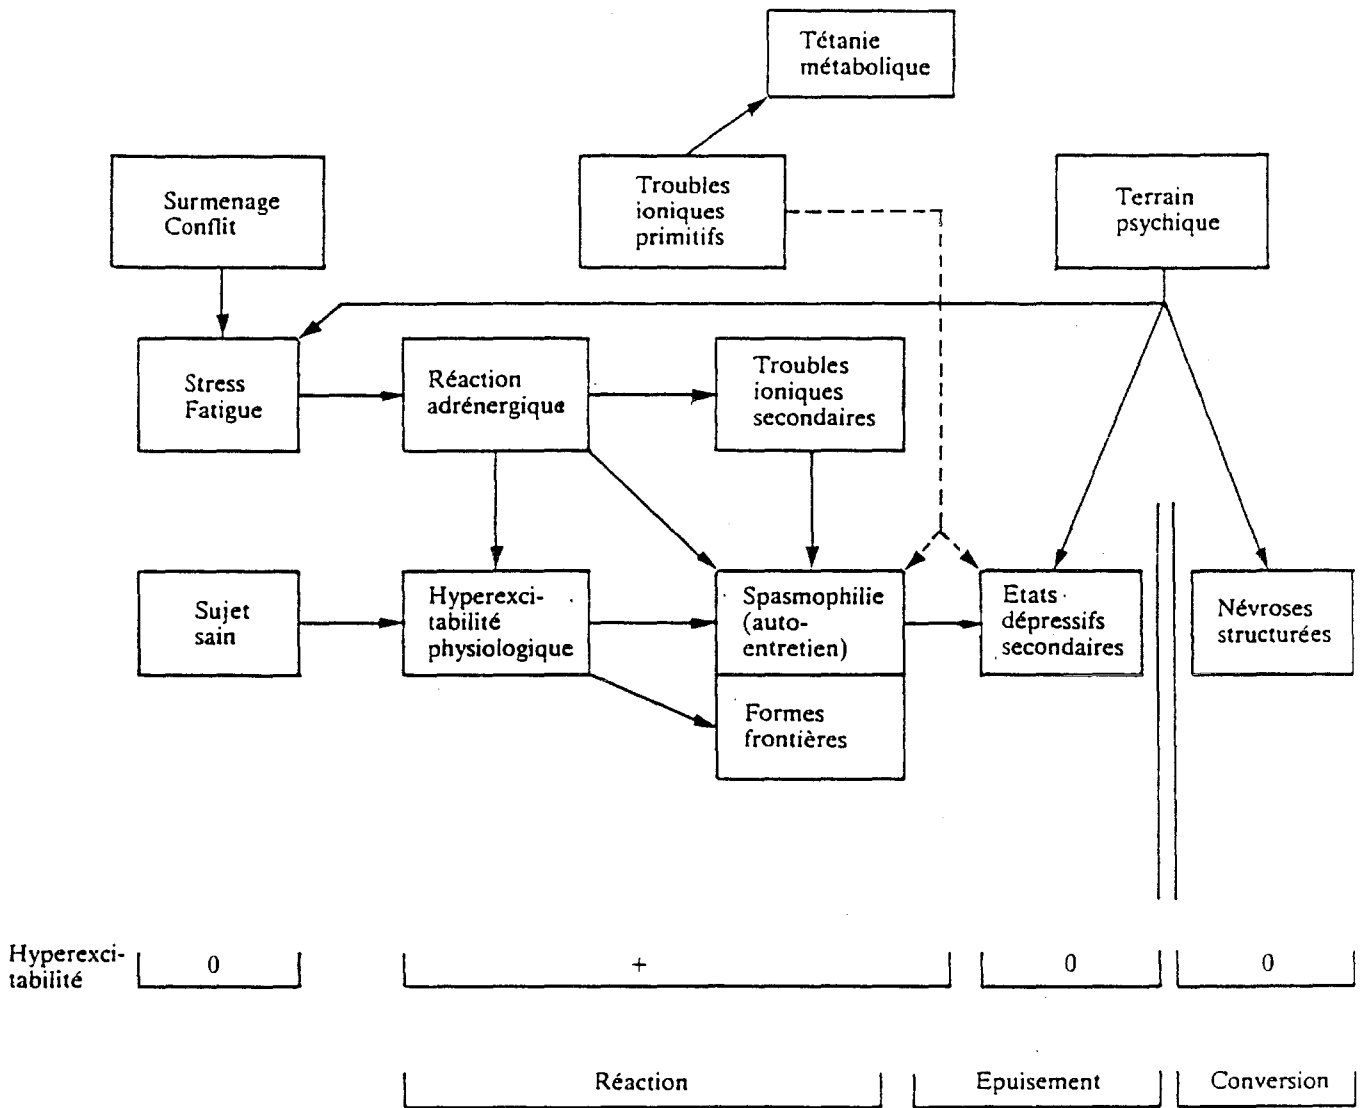 Tétanie
métabolique
Surmenage
Conflit
Troubles
ioniques
primitifs
Terrain
psychique
Stress
Fatigue
Réaction
adrénergique
Troubles
ioniques
secondaires
Sujet
sain
Hyperexci-
tabilité
physiologique
Spasmophilie
(auto-
entretien)
Etats
dépressifs
secondaires
Névroses
structurées
Formes
frontières
Hyperexci-
tabilité
0
+
0
0
Réaction
Epuisement
Conversion